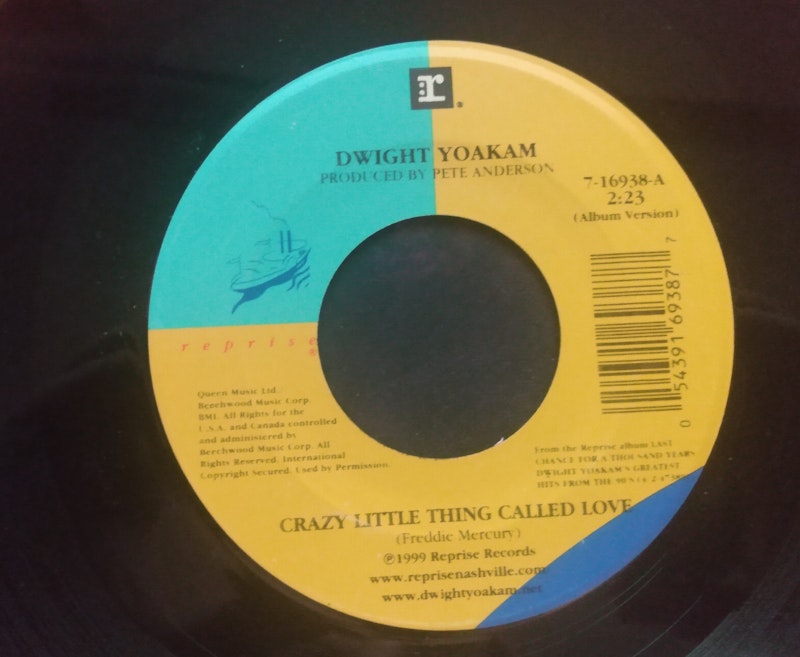 r
DWIGHT YOAKAM
PRODUCED BY PETE ANDERSON
7-16938-A
2:23
(Album Version)
0 54391 69387 7
reprise
®
Queen Music Ltd.
Beechwood Music Corp.
BMI. All Rights for the
U.S.A. and Canada controlled
and administered by
Beechwood Music Corp. All
Rights Reserved. International
Copyright Secured. Used by Permission.
From the Reprise album LAST
CHANCE FOR A THOUSAND YEARS
DWIGHT YOAKAM'S GREATEST
HITS FROM THE 90'S
CRAZY LITTLE THING CALLED LOVE
(Freddie Mercury)
℗1999 Reprise Records
www.reprisenashville.com
www.dwightyoakam.net